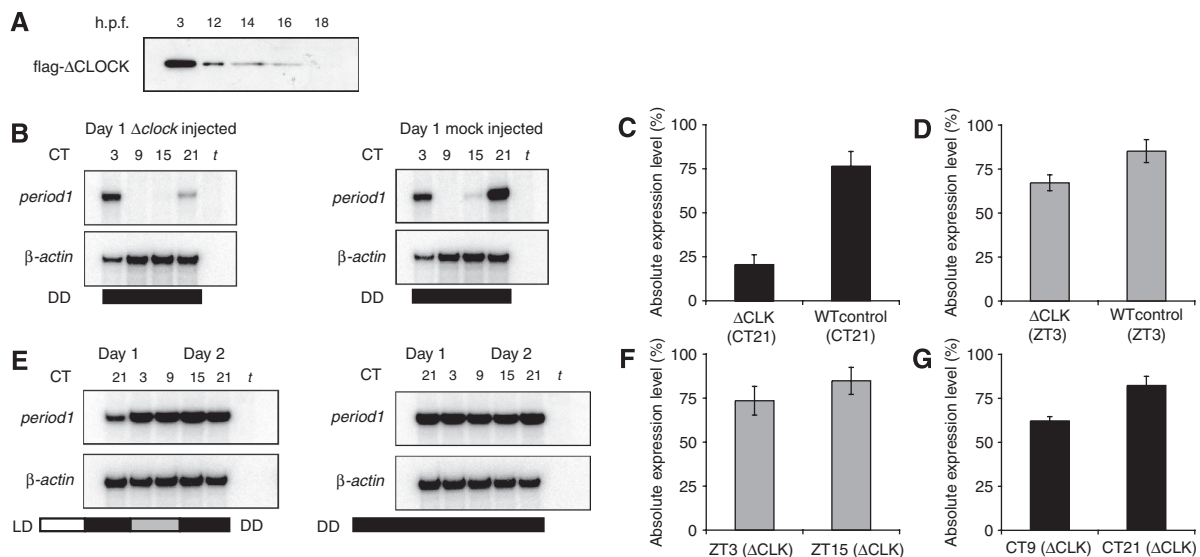 A
h.p.f. 3 12 14 16 18
flag-ΔCLOCK
B
Day 1 Δclock injected
CT 3 9 15 21 t
period1
β-actin
DD
Day 1 mock injected
CT 3 9 15 21 t
period1
β-actin
DD
C
Absolute expression level (%)
100
75
50
25
0
ΔCLK (CT21)
WTcontrol (CT21)
D
Absolute expression level (%)
100
75
50
25
0
ΔCLK (ZT3)
WTcontrol (ZT3)
E
Day 1 Day 2
CT 21 3 9 15 21 t
period1
β-actin
LD DD
Day 1 Day 2
CT 21 3 9 15 21 t
period1
β-actin
DD
F
Absolute expression level (%)
100
75
50
25
0
ZT3 (ΔCLK) ZT15 (ΔCLK)
G
Absolute expression level (%)
100
75
50
25
0
CT9 (ΔCLK) CT21 (ΔCLK)